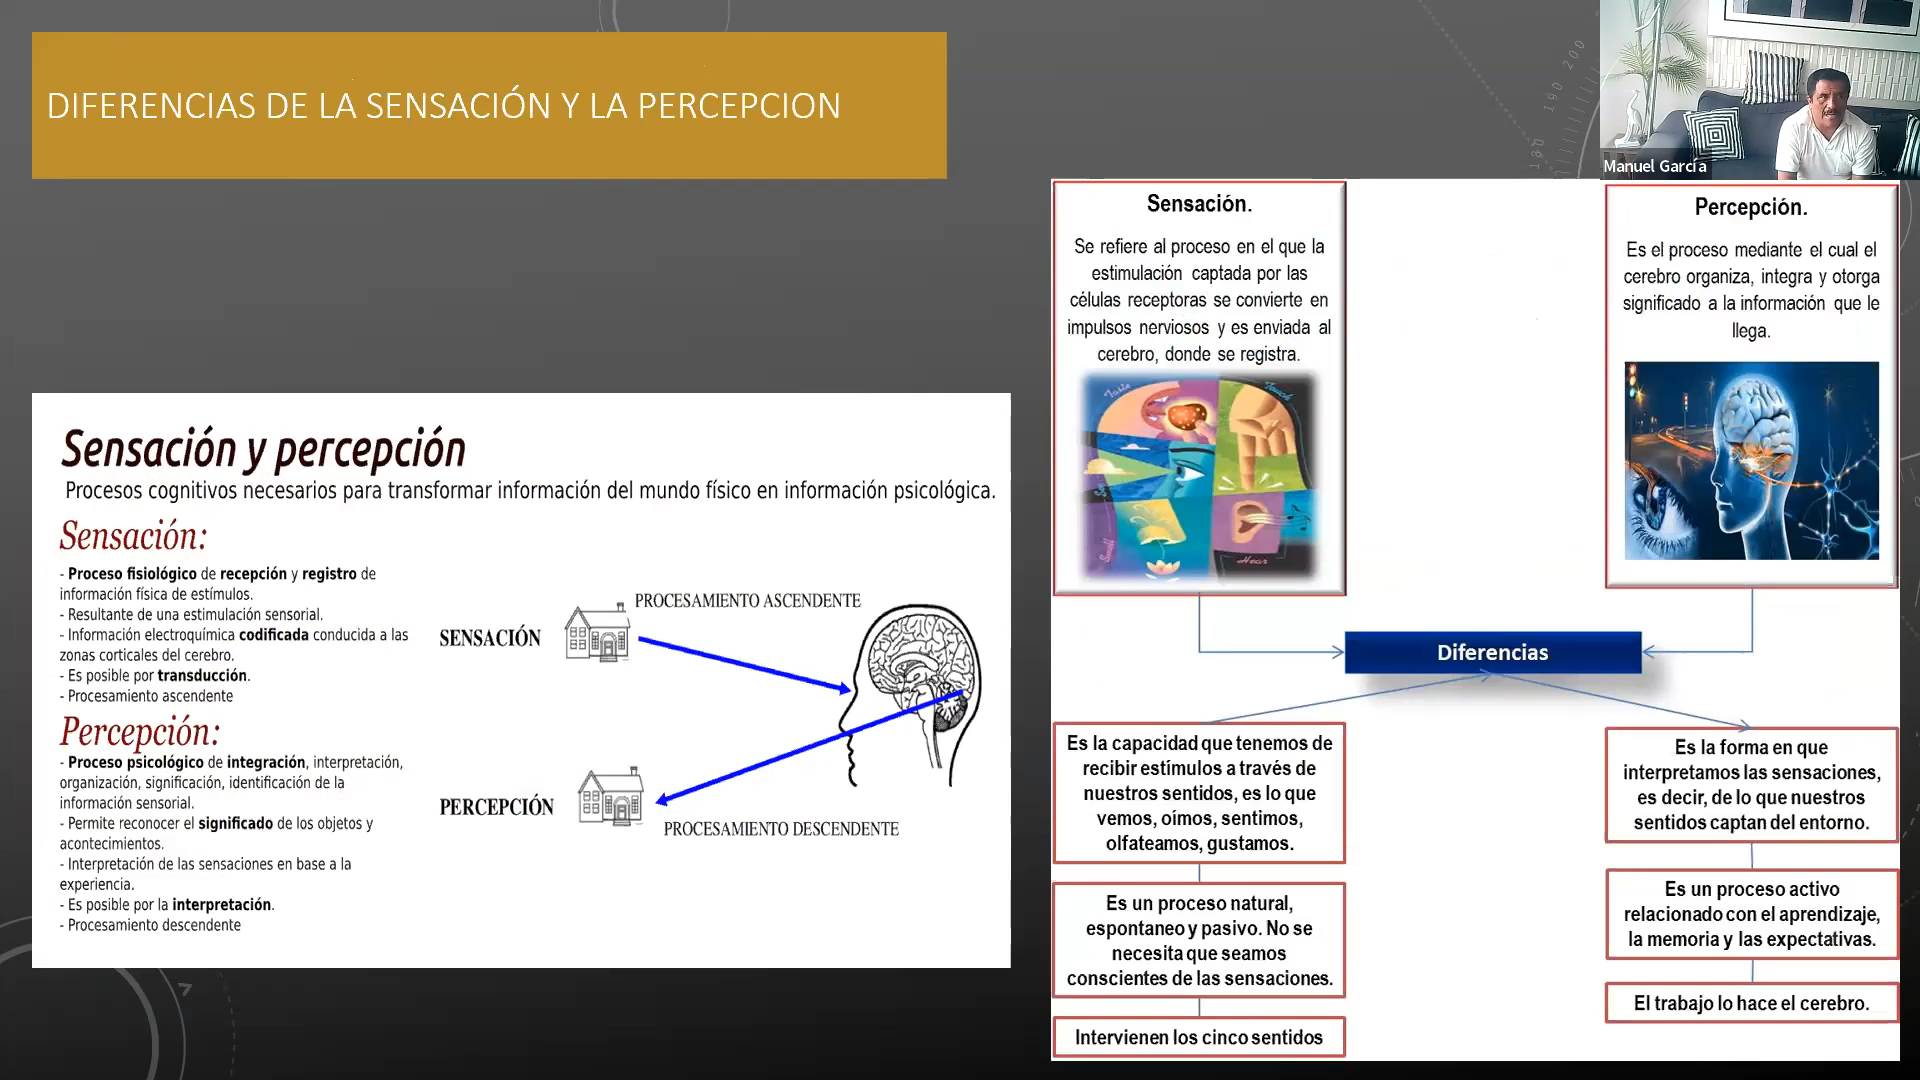 DIFERENCIAS DE LA SENSACIÓN Y LA PERCEPCION
Manuel García
Sensación y percepción
Procesos cognitivos necesarios para transformar información del mundo físico en información psicológica.
Sensación:
- Proceso fisiológico de recepción y registro de
información física de estímulos.
- Resultante de una estimulación sensorial.
- Información electroquímica codificada conducida a las
zonas corticales del cerebro.
- Es posible por transducción.
- Procesamiento ascendente
Percepción:
- Proceso psicológico de integración, interpretación,
organización, significación, identificación de la
información sensorial.
- Permite reconocer el significado de los objetos y
acontecimientos.
- Interpretación de las sensaciones en base a la
experiencia.
- Es posible por la interpretación.
- Procesamiento descendente
PROCESAMIENTO ASCENDENTE
SENSACIÓN
PERCEPCIÓN
PROCESAMIENTO DESCENDENTE
Sensación.
Se refiere al proceso en el que la
estimulación captada por las
células receptoras se convierte en
impulsos nerviosos y es enviada al
cerebro, donde se registra.
Taste
Touch
Smell
Hear
Percepción.
Es el proceso mediante el cual el
cerebro organiza, integra y otorga
significado a la información que le
llega.
Diferencias
Es la capacidad que tenemos de
recibir estímulos a través de
nuestros sentidos, es lo que
vemos, oímos, sentimos,
olfateamos, gustamos.
Es un proceso natural,
espontaneo y pasivo. No se
necesita que seamos
conscientes de las sensaciones.
Intervienen los cinco sentidos
Es la forma en que
interpretamos las sensaciones,
es decir, de lo que nuestros
sentidos captan del entorno.
Es un proceso activo
relacionado con el aprendizaje,
la memoria y las expectativas.
El trabajo lo hace el cerebro.
180 190 200